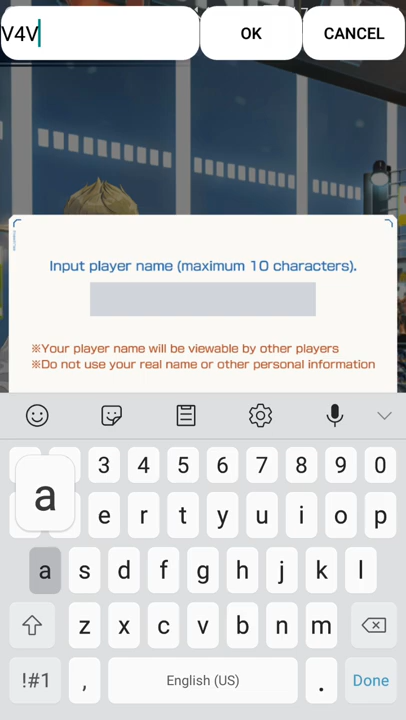 V4V
OK
CANCEL
Input player name (maximum 10 characters).
※Your player name will be viewable by other players
※Do not use your real name or other personal information
3 4 5 6 7 8 9 0
a
e r t y u i o p
a s d f g h j k l
z x c v b n m
!#1 , English (US) . Done